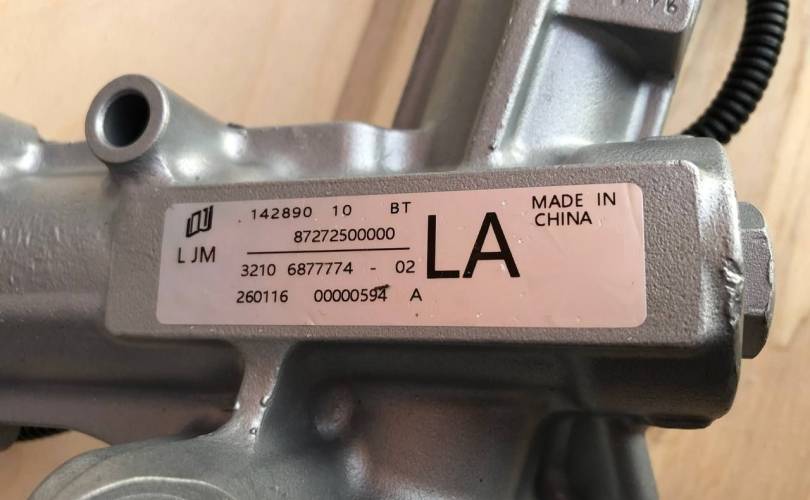 142890 10 BT
87272500000
L JM
3210 6877774 - 02
260116 00000594 A
LA
MADE IN
CHINA